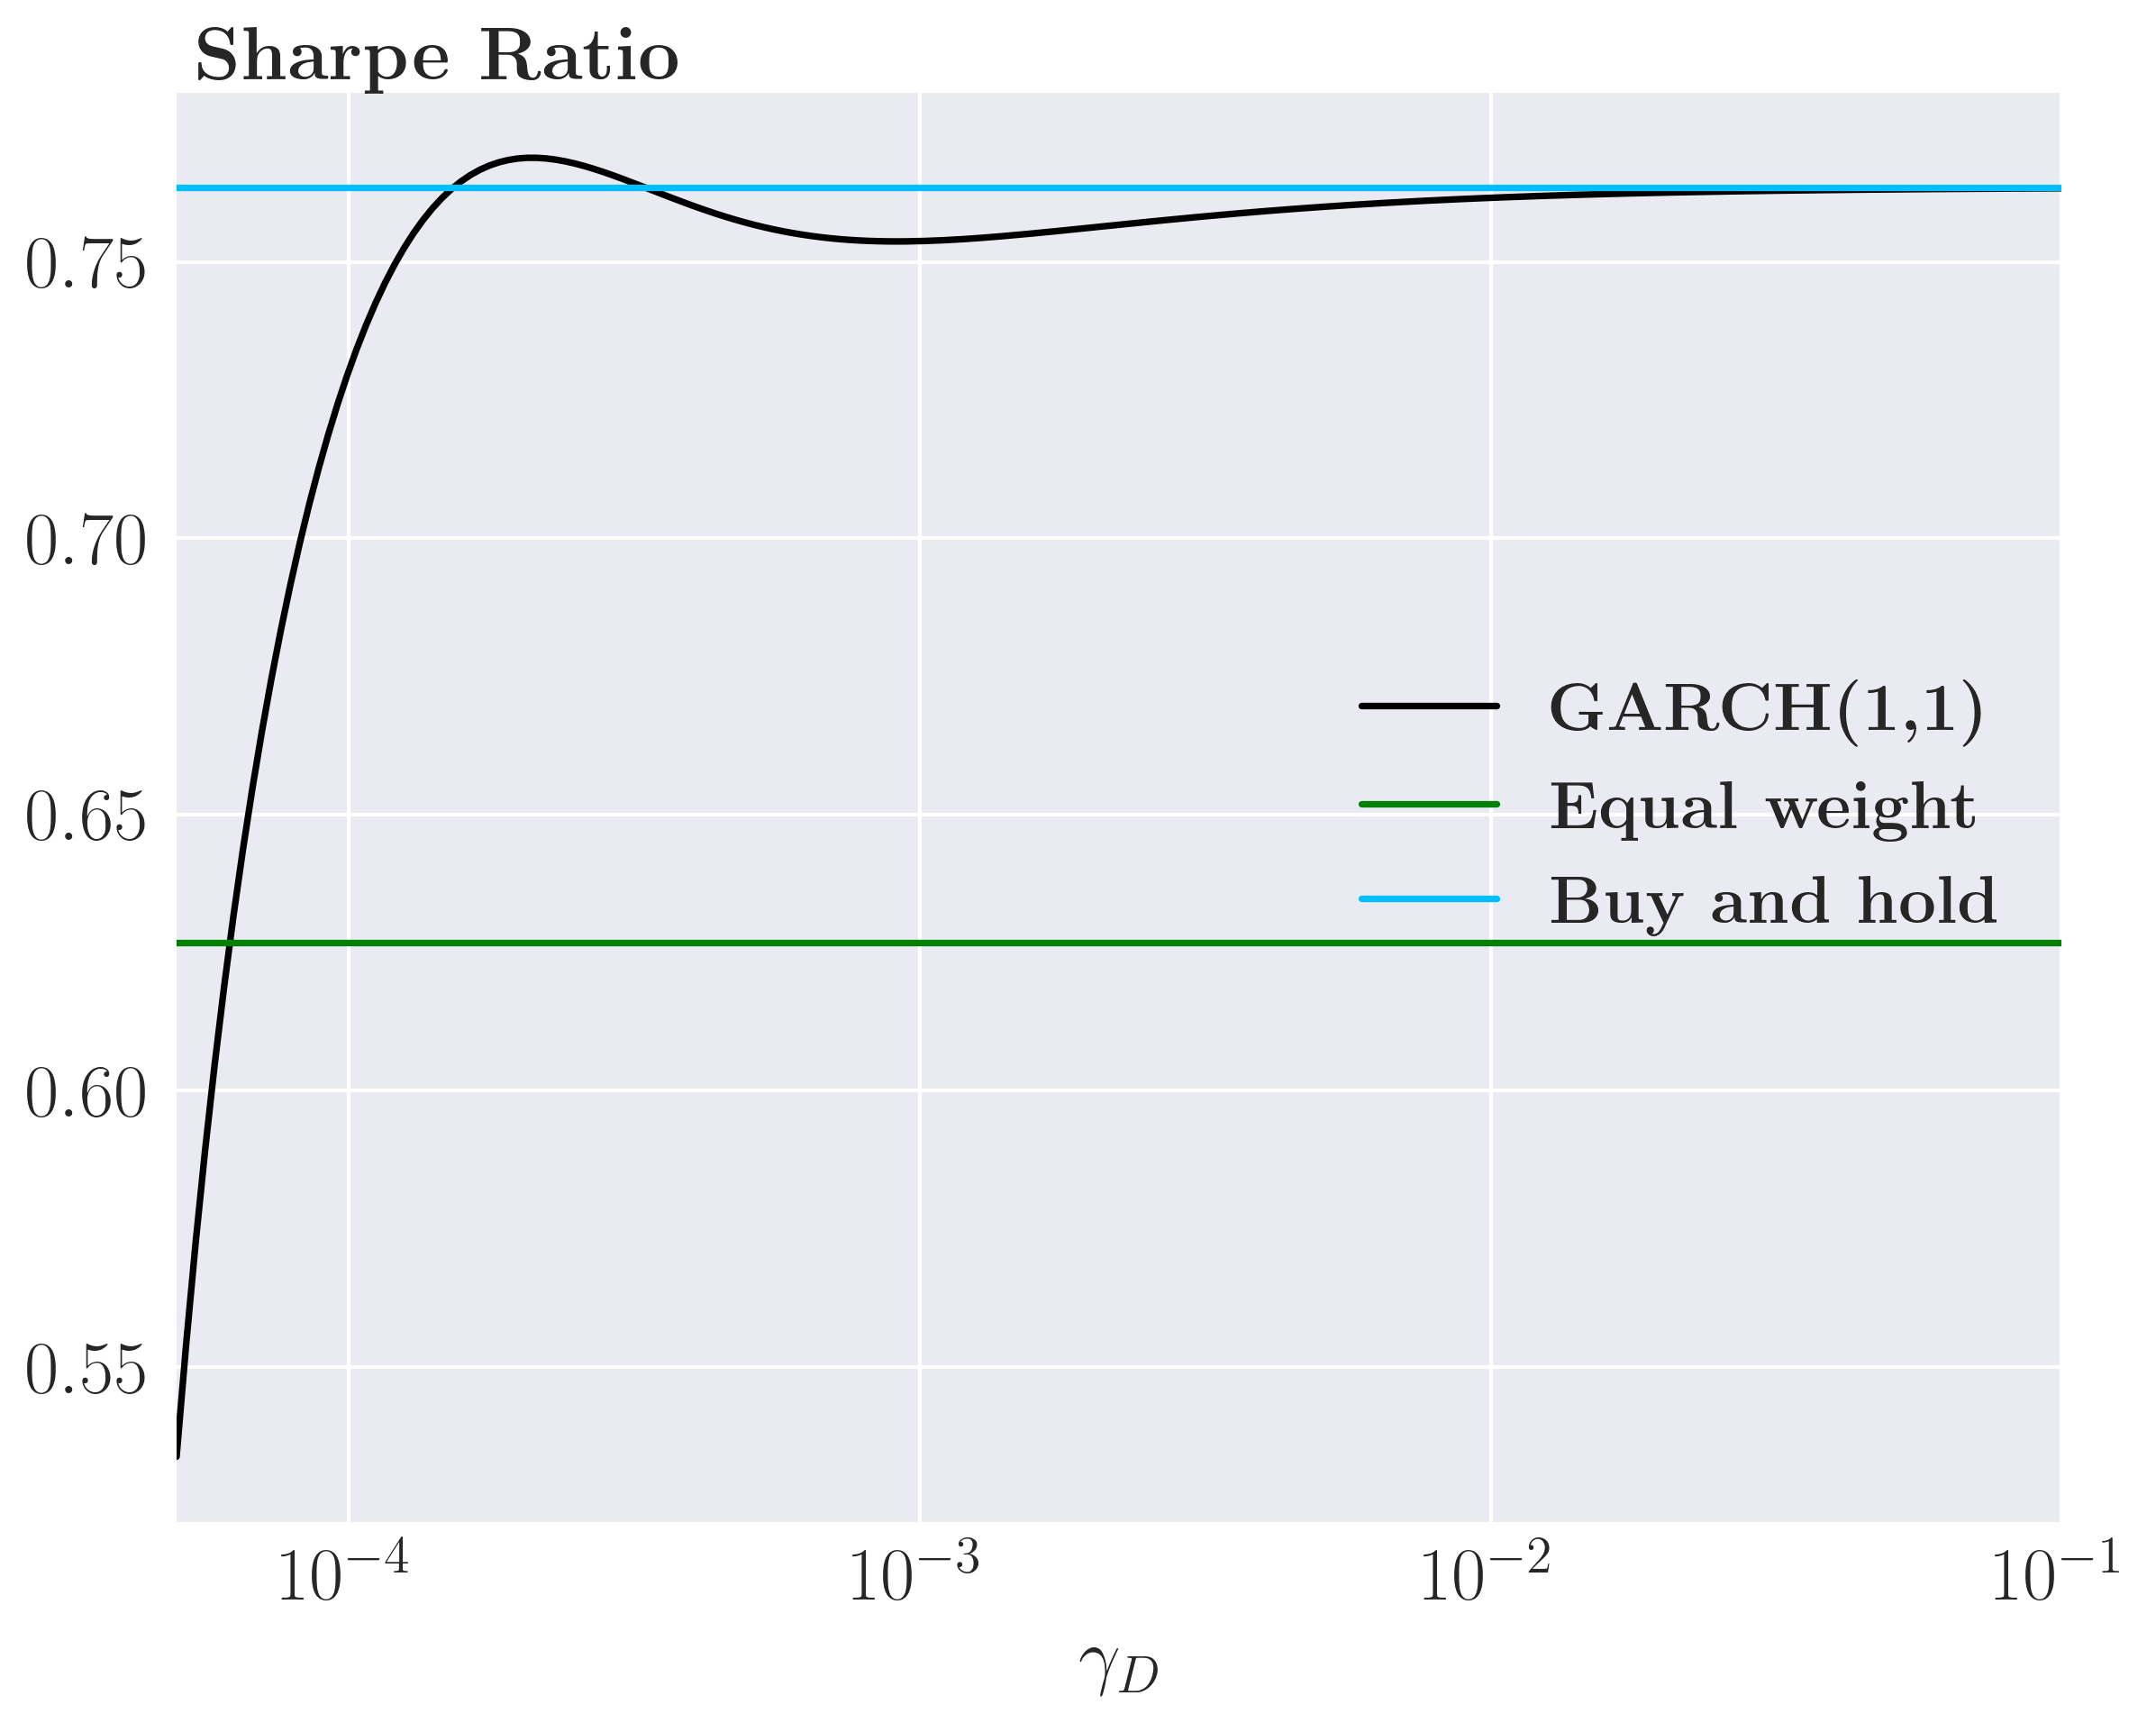 Sharpe Ratio
0.75
0.70
0.65
0.60
0.55
GARCH(1,1)
Equal weight
Buy and hold
10⁻⁴ 10⁻³ 10⁻² 10⁻¹
γ_D